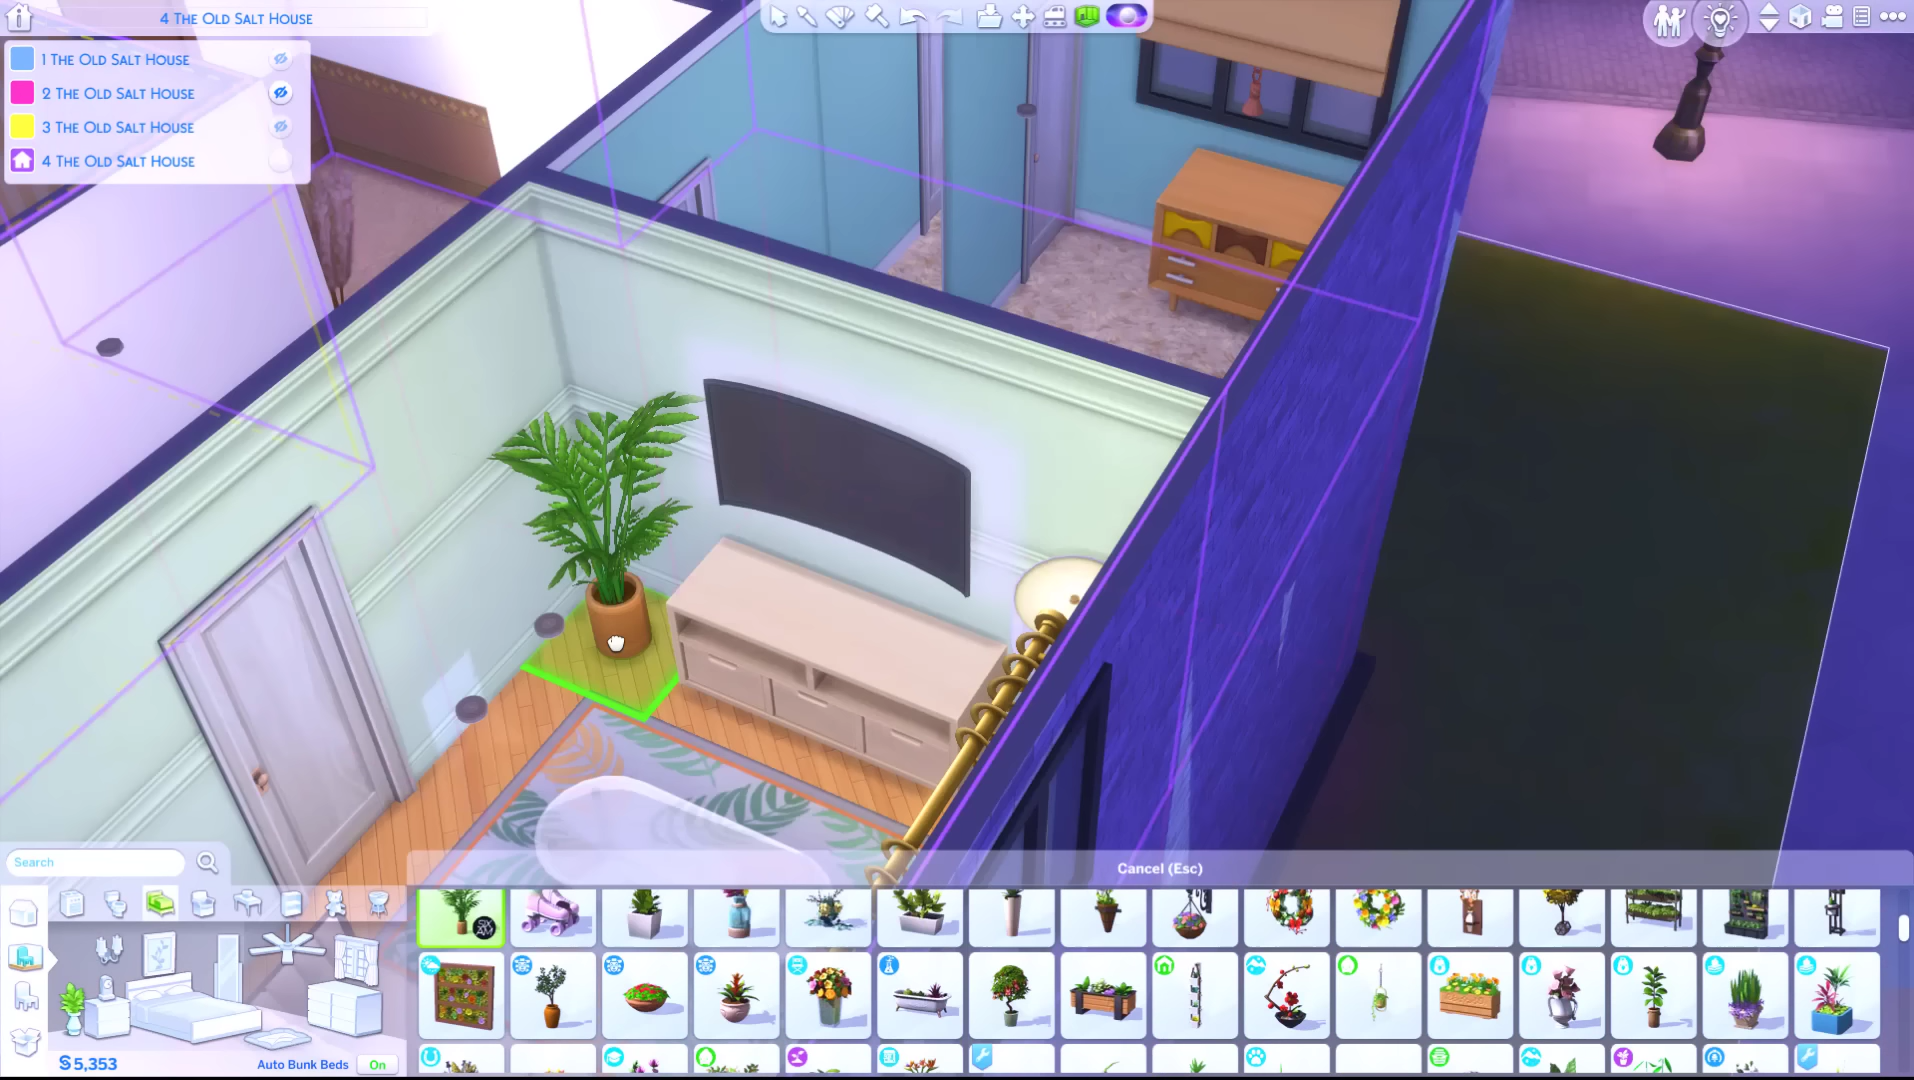 4 The Old Salt House
1 The Old Salt House
2 The Old Salt House
3 The Old Salt House
4 The Old Salt House
Search
Cancel (Esc)
§5,353
Auto Bunk Beds
On